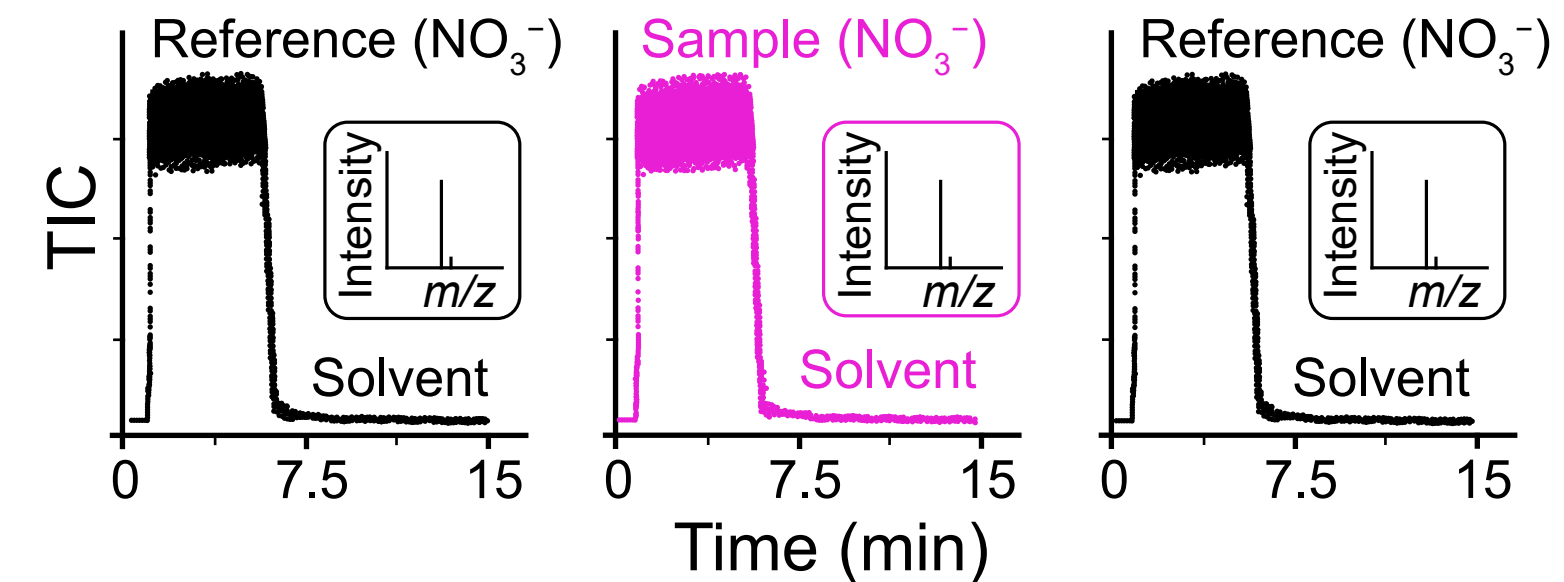 Reference (NO₃⁻)
Sample (NO₃⁻)
Reference (NO₃⁻)
TIC
Intensity
m/z
Solvent
Intensity
m/z
Solvent
Intensity
m/z
Solvent
0 7.5 15
0 7.5 15
0 7.5 15
Time (min)